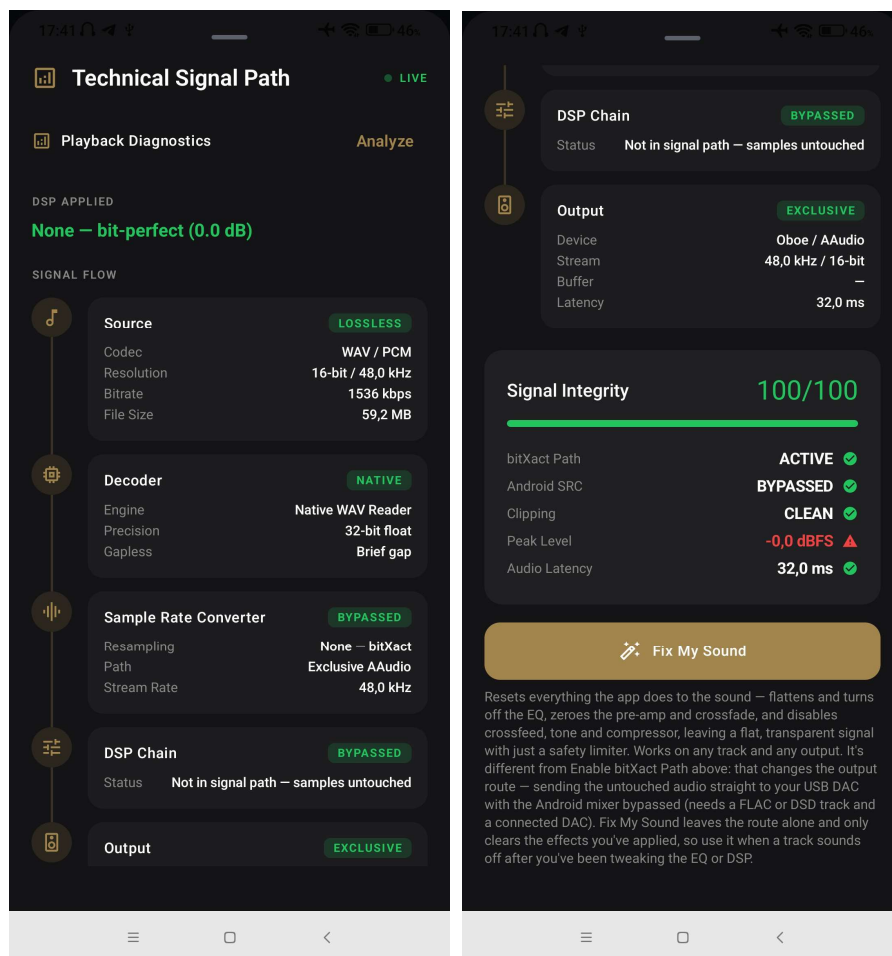 17:41
46%
Technical Signal Path
LIVE
Playback Diagnostics
Analyze
DSP APPLIED
None — bit-perfect (0.0 dB)
SIGNAL FLOW
Source LOSSLESS
Codec WAV / PCM
Resolution 16-bit / 48,0 kHz
Bitrate 1536 kbps
File Size 59,2 MB
Decoder NATIVE
Engine Native WAV Reader
Precision 32-bit float
Gapless Brief gap
Sample Rate Converter BYPASSED
Resampling None — bitXact
Path Exclusive AAudio
Stream Rate 48,0 kHz
DSP Chain BYPASSED
Status Not in signal path — samples untouched
Output EXCLUSIVE
17:41
46%
DSP Chain BYPASSED
Status Not in signal path — samples untouched
Output EXCLUSIVE
Device Oboe / AAudio
Stream 48,0 kHz / 16-bit
Buffer —
Latency 32,0 ms
Signal Integrity 100/100
bitXact Path ACTIVE
Android SRC BYPASSED
Clipping CLEAN
Peak Level -0,0 dBFS
Audio Latency 32,0 ms
Fix My Sound
Resets everything the app does to the sound — flattens and turns
off the EQ, zeroes the pre-amp and crossfade, and disables
crossfeed, tone and compressor, leaving a flat, transparent signal
with just a safety limiter. Works on any track and any output. It's
different from Enable bitXact Path above: that changes the output
route — sending the untouched audio straight to your USB DAC
with the Android mixer bypassed (needs a FLAC or DSD track and
a connected DAC). Fix My Sound leaves the route alone and only
clears the effects you've applied, so use it when a track sounds
off after you've been tweaking the EQ or DSP.